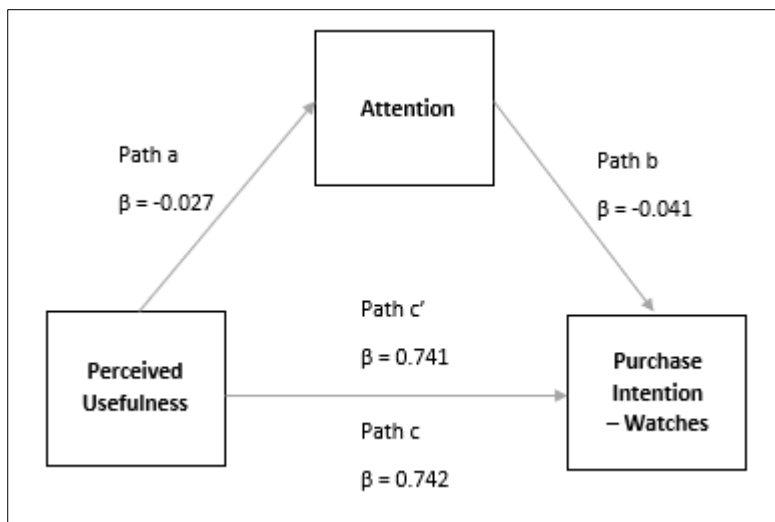 Attention
Path a
β = -0.027
Path b
β = -0.041
Perceived
Usefulness
Path c’
β = 0.741
Path c
β = 0.742
Purchase
Intention
– Watches